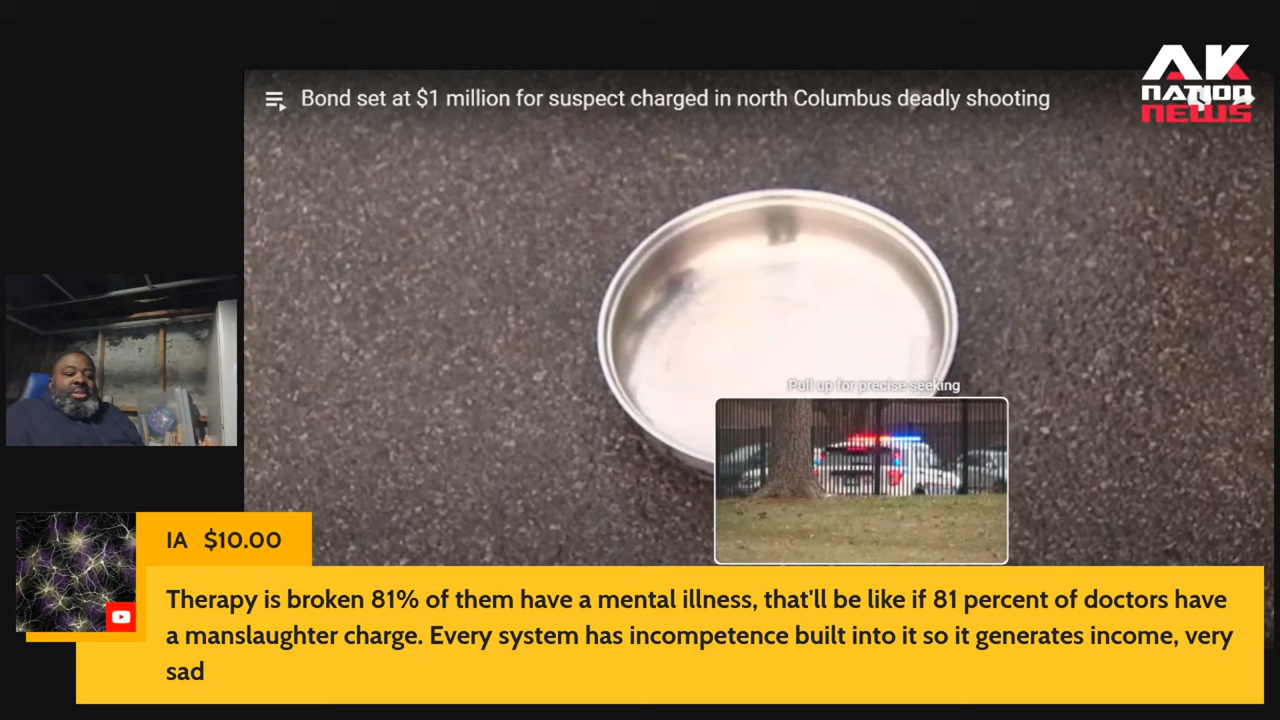 Bond set at $1 million for suspect charged in north Columbus deadly shooting
AK
NATION
NEWS
Pull up for precise seeking
IA $10.00
Therapy is broken 81% of them have a mental illness, that'll be like if 81 percent of doctors have
a manslaughter charge. Every system has incompetence built into it so it generates income, very
sad